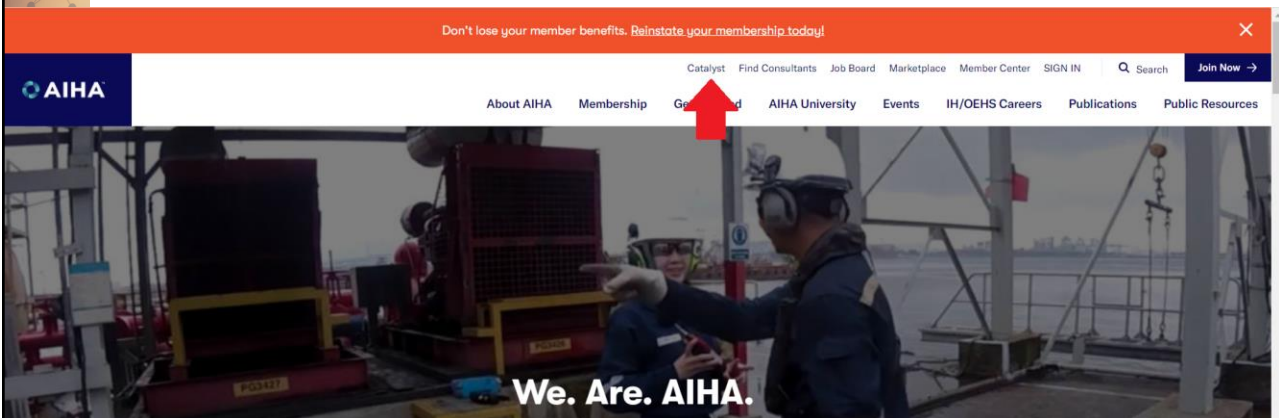 Don't lose your member benefits. Reinstate your membership today!
Catalyst Find Consultants Job Board Marketplace Member Center SIGN IN Search Join Now →
AIHA
About AIHA Membership AIHA University Events IH/OEHS Careers Publications Public Resources
PG3426
PG3427
We. Are. AIHA.